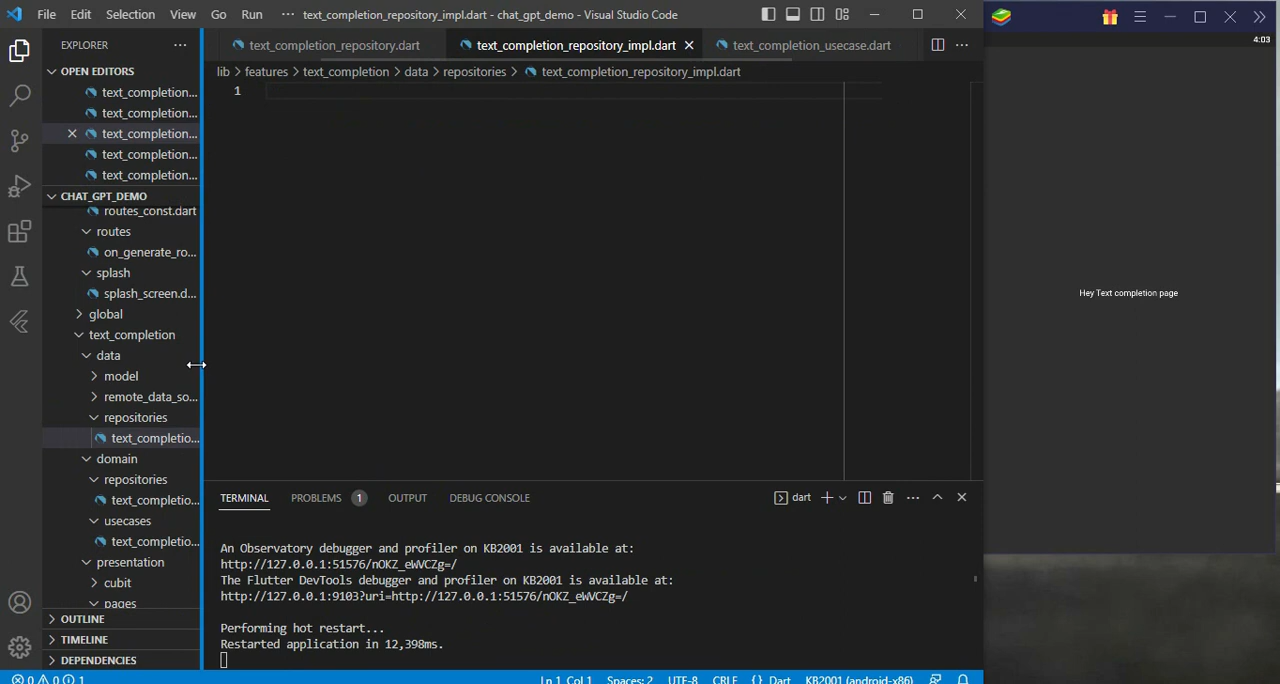 File Edit Selection View Go Run ··· text_completion_repository_impl.dart - chat_gpt_demo - Visual Studio Code
4:03
EXPLORER
OPEN EDITORS
text_completion...
text_completion...
text_completion...
text_completion...
text_completion...
CHAT_GPT_DEMO
routes_const.dart
routes
on_generate_ro...
splash
splash_screen.d...
global
text_completion
data
model
remote_data_so...
repositories
text_completio...
domain
repositories
text_completio...
usecases
text_completio...
presentation
cubit
pages
OUTLINE
TIMELINE
DEPENDENCIES
text_completion_repository.dart text_completion_repository_impl.dart text_completion_usecase.dart
lib > features > text_completion > data > repositories > text_completion_repository_impl.dart
1
Hey Text completion page
TERMINAL PROBLEMS 1 OUTPUT DEBUG CONSOLE dart
An Observatory debugger and profiler on KB2001 is available at:
http://127.0.0.1:51576/nOKZ_eWVCZg=/
The Flutter DevTools debugger and profiler on KB2001 is available at:
http://127.0.0.1:9103?uri=http://127.0.0.1:51576/nOKZ_eWVCZg=/
Performing hot restart...
Restarted application in 12,398ms.
0 0 1 Ln 1, Col 1 Spaces: 2 UTF-8 CRLF {} Dart KB2001 (android-x86)